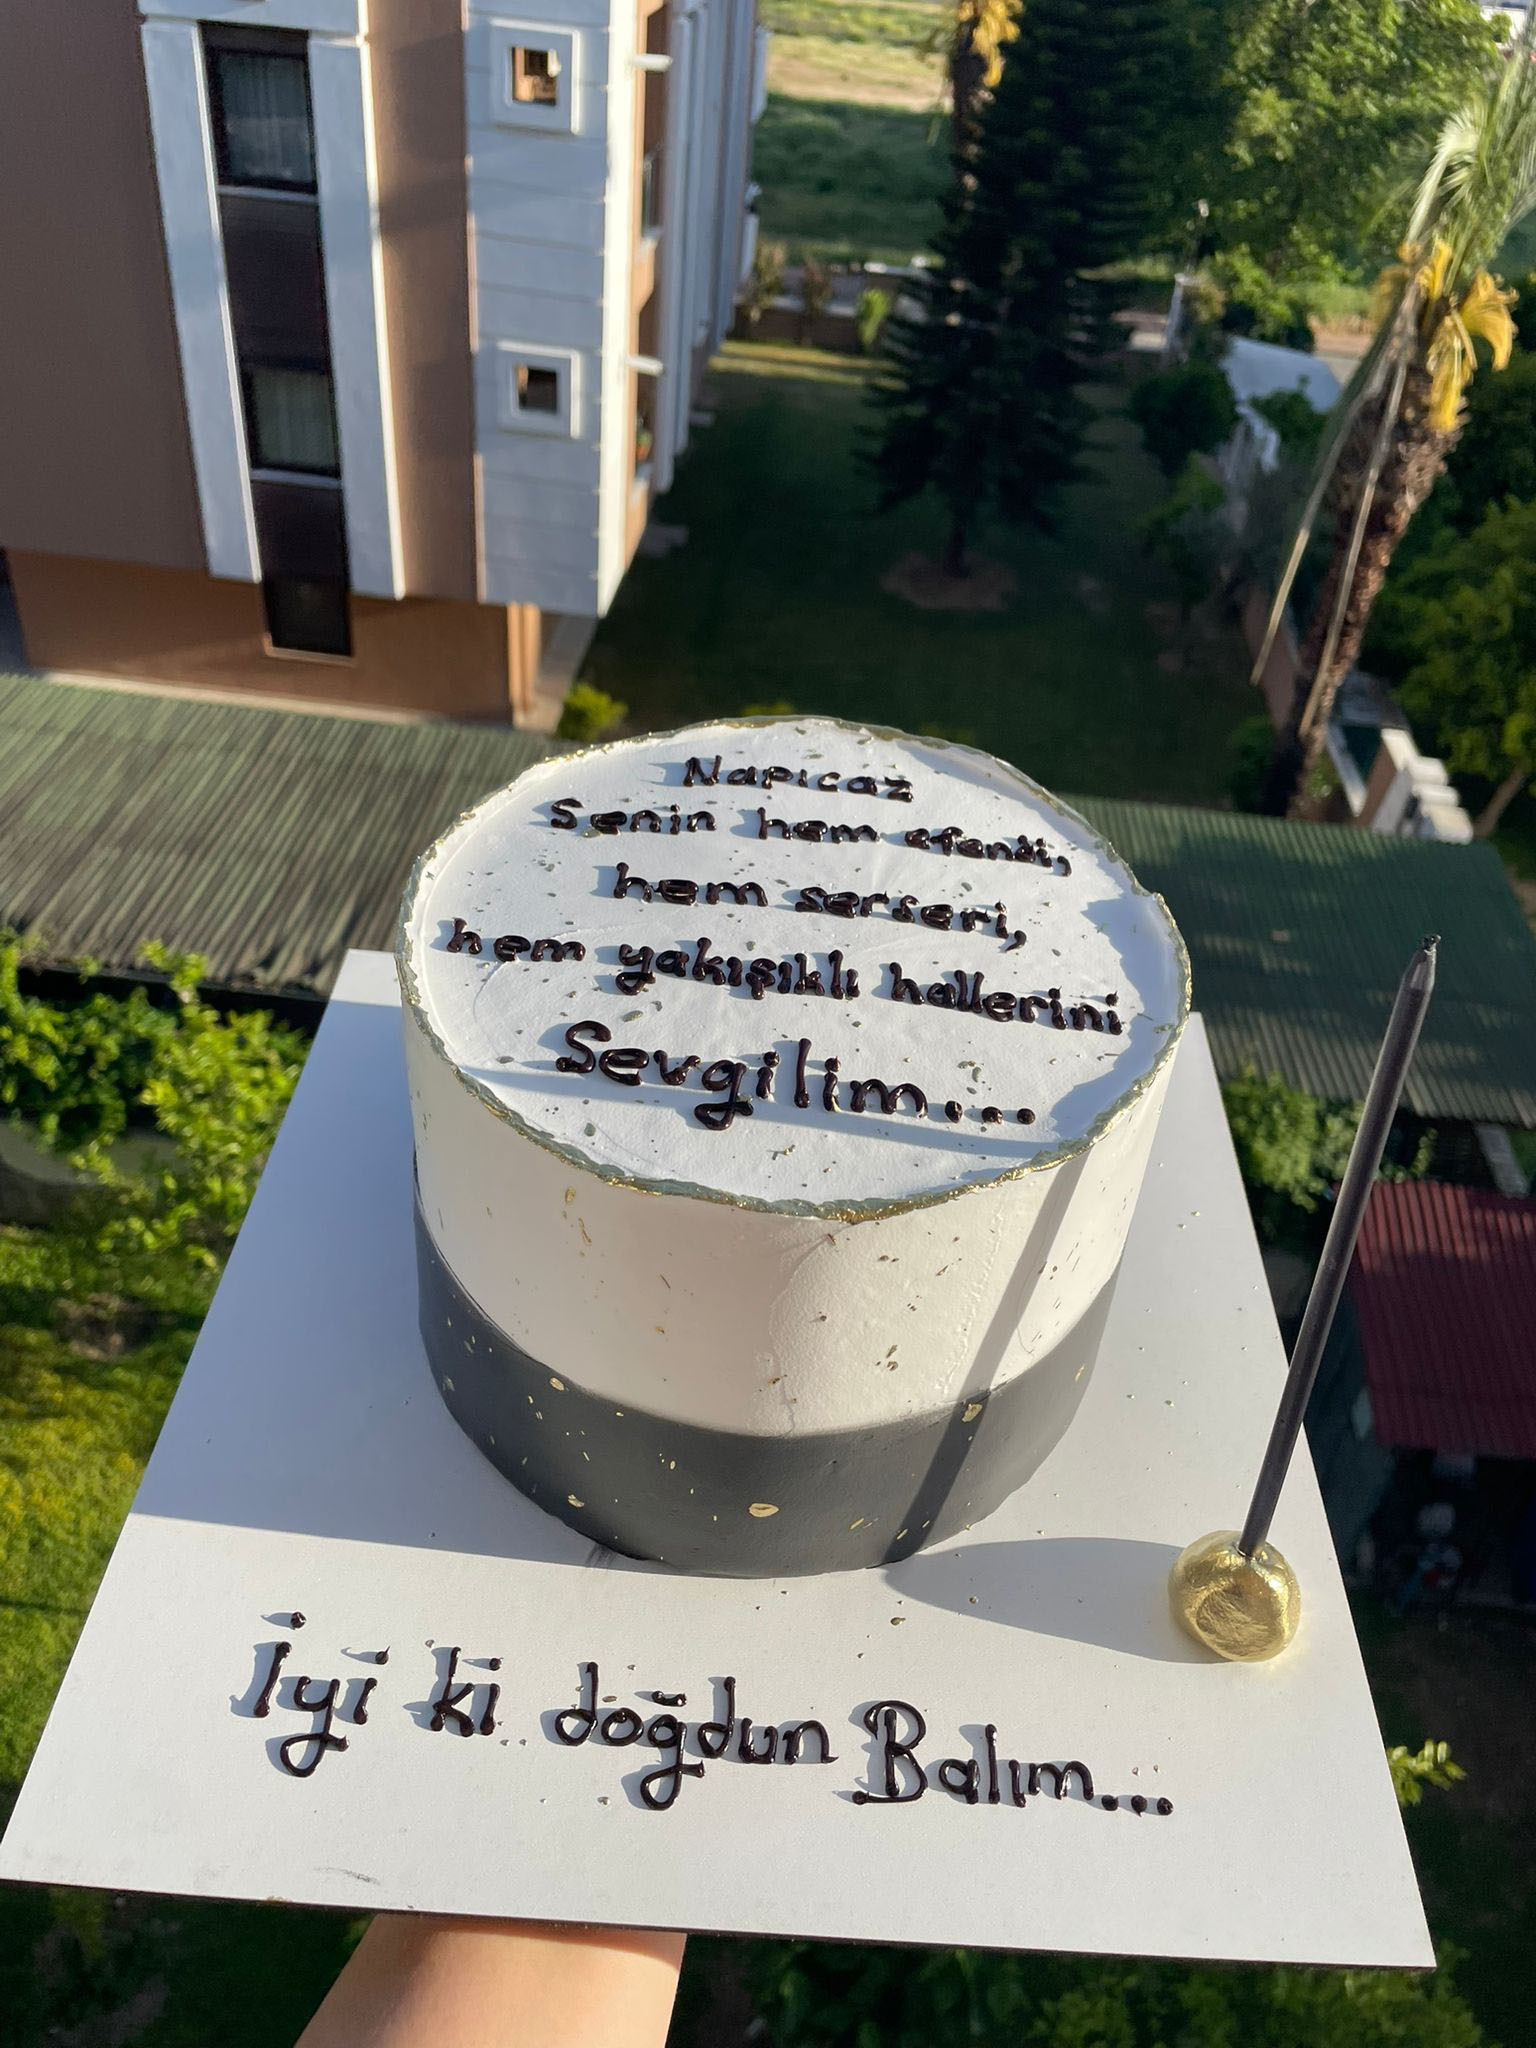 Napıcaz
Senin hem efendi,
hem serseri,
hem yakışıklı hallerini
Sevgilim...
İyi ki doğdun Balım...